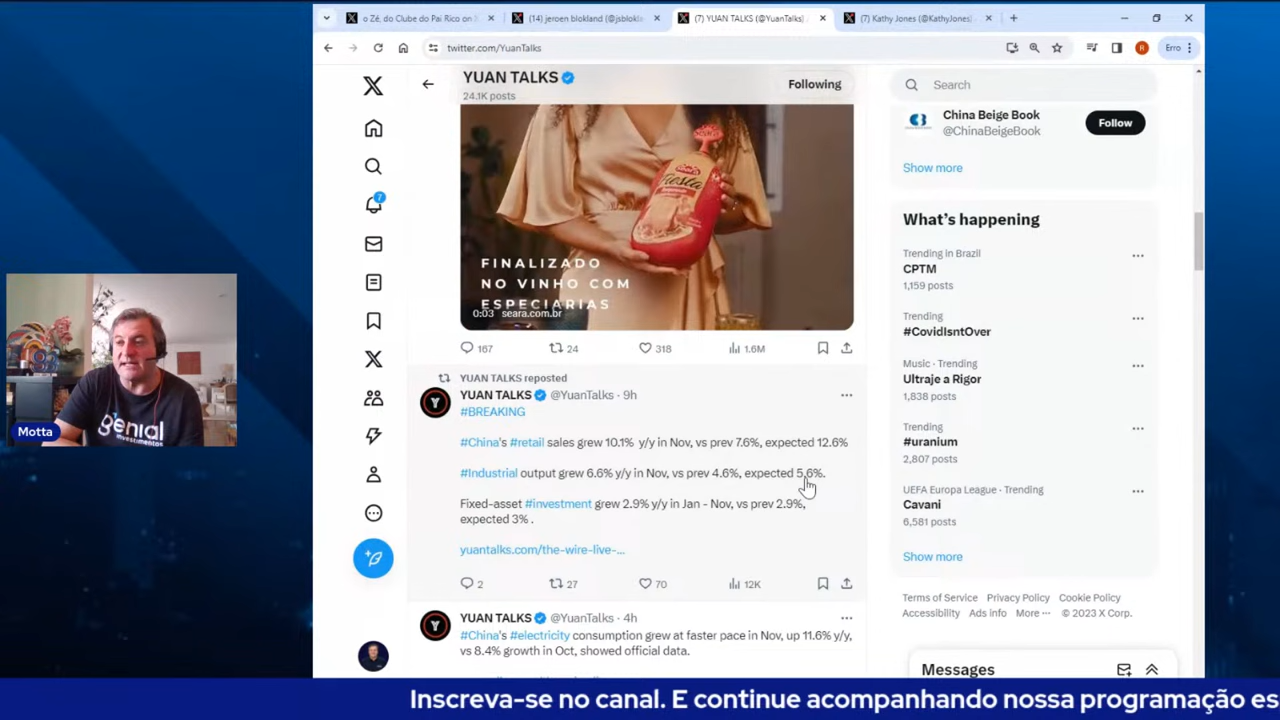 o Zé, do Clube do Pai Rico on
(14) jeroen blokland (@jsblokla
(7) YUAN TALKS (@YuanTalks)
(7) Kathy Jones (@KathyJones)
twitter.com/YuanTalks
Erro
YUAN TALKS
24.1K posts
Following
Fiesta
FINALIZADO
NO VINHO COM
ESPECIARIAS
0:03 seara.com.br
167
24
318
1.6M
YUAN TALKS reposted
YUAN TALKS @YuanTalks · 9h
#BREAKING
#China's #retail sales grew 10.1% y/y in Nov, vs prev 7.6%, expected 12.6%
#Industrial output grew 6.6% y/y in Nov, vs prev 4.6%, expected 5.6%.
Fixed-asset #investment grew 2.9% y/y in Jan - Nov, vs prev 2.9%,
expected 3% .
yuantalks.com/the-wire-live-...
2
27
70
12K
YUAN TALKS @YuanTalks · 4h
#China's #electricity consumption grew at faster pace in Nov, up 11.6% y/y,
vs 8.4% growth in Oct, showed official data.
Search
China Beige Book
@ChinaBeigeBook
Follow
Show more
What's happening
Trending in Brazil
CPTM
1,159 posts
Trending
#CovidIsntOver
Music · Trending
Ultraje a Rigor
1,838 posts
Trending
#uranium
2,807 posts
UEFA Europa League · Trending
Cavani
6,581 posts
Show more
Terms of Service Privacy Policy Cookie Policy
Accessibility Ads info More ··· © 2023 X Corp.
Messages
7
genial
investimentos
Motta
Inscreva-se no canal. E continue acompanhando nossa programação es